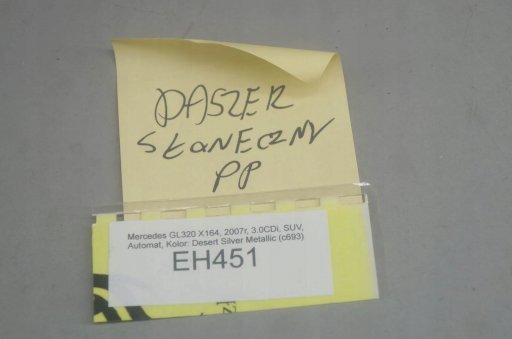 DASZEK
SŁONECZNY
PP
Mercedes GL320 X164, 2007r, 3.0CDi, SUV,
Automat, Kolor: Desert Silver Metallic (c693)
EH451